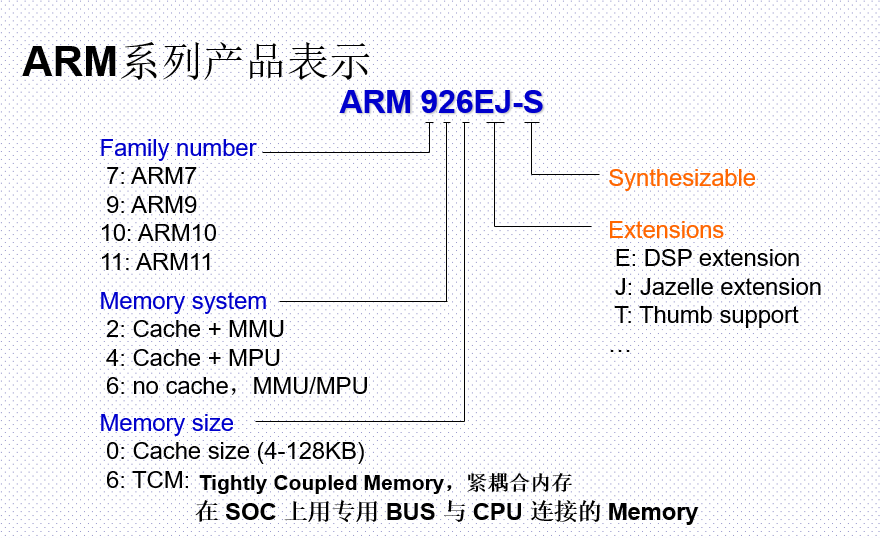 ARM系列产品表示
ARM 926EJ-S
Family number
7: ARM7
9: ARM9
10: ARM10
11: ARM11
Memory system
2: Cache + MMU
4: Cache + MPU
6: no cache，MMU/MPU
Memory size
0: Cache size (4-128KB)
6: TCM: Tightly Coupled Memory，紧耦合内存
在 SOC 上用专用 BUS 与 CPU 连接的 Memory
Synthesizable
Extensions
E: DSP extension
J: Jazelle extension
T: Thumb support
…